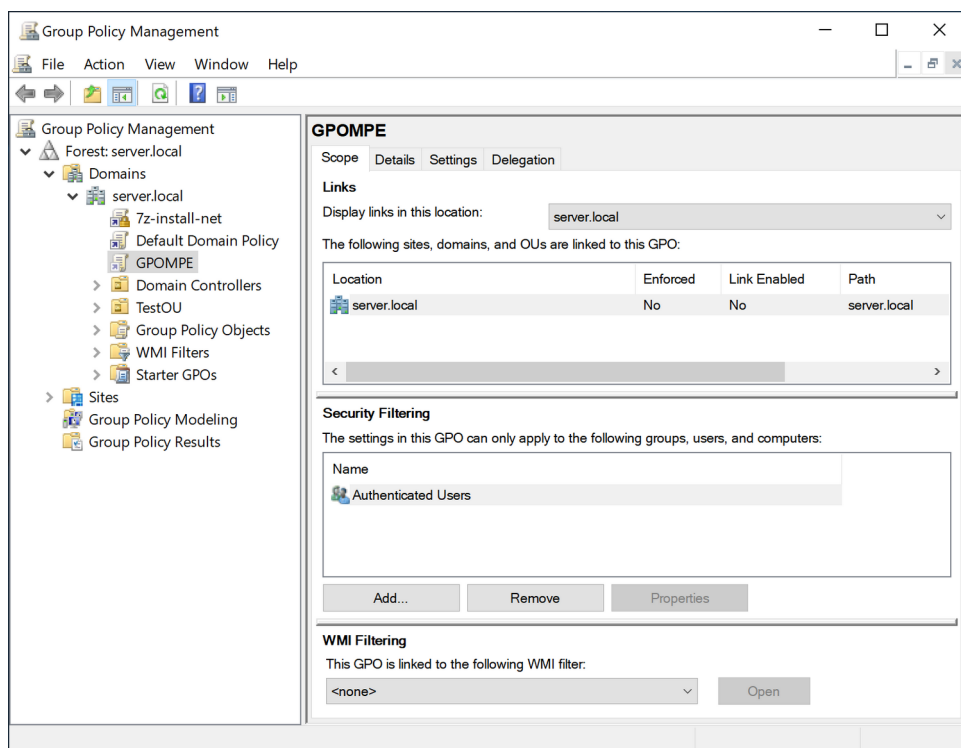 Group Policy Management
File Action View Window Help
Group Policy Management
Forest: server.local
Domains
server.local
7z-install-net
Default Domain Policy
GPOMPE
Domain Controllers
TestOU
Group Policy Objects
WMI Filters
Starter GPOs
Sites
Group Policy Modeling
Group Policy Results
GPOMPE
Scope Details Settings Delegation
Links
Display links in this location: server.local
The following sites, domains, and OUs are linked to this GPO:
Location Enforced Link Enabled Path
server.local No No server.local
Security Filtering
The settings in this GPO can only apply to the following groups, users, and computers:
Name
Authenticated Users
Add... Remove Properties
WMI Filtering
This GPO is linked to the following WMI filter:
<none> Open